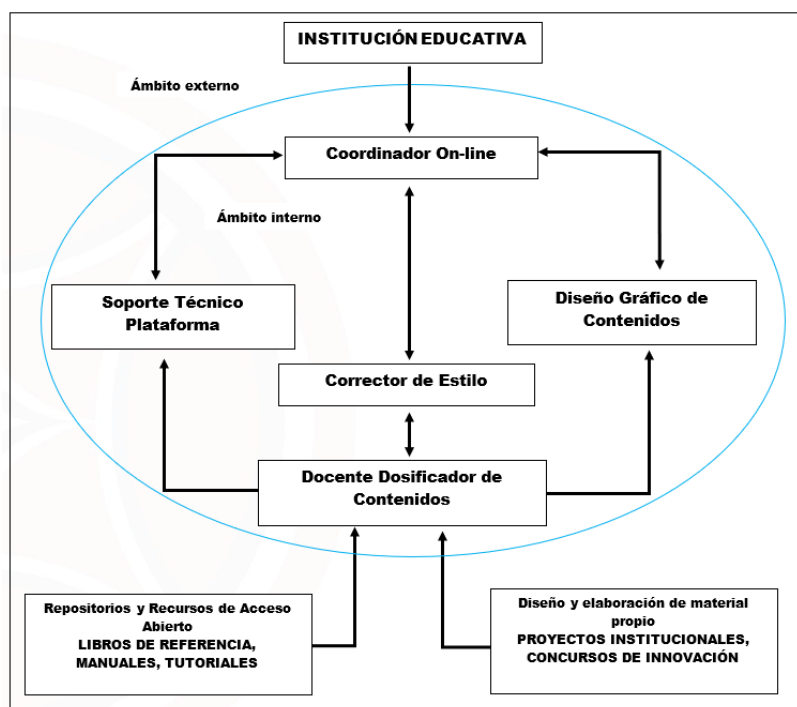 INSTITUCIÓN EDUCATIVA
Ámbito externo
Coordinador On-line
Ámbito interno
Soporte Técnico
Plataforma
Diseño Gráfico de
Contenidos
Corrector de Estilo
Docente Dosificador de
Contenidos
Repositorios y Recursos de Acceso
Abierto
LIBROS DE REFERENCIA,
MANUALES, TUTORIALES
Diseño y elaboración de material
propio
PROYECTOS INSTITUCIONALES,
CONCURSOS DE INNOVACIÓN